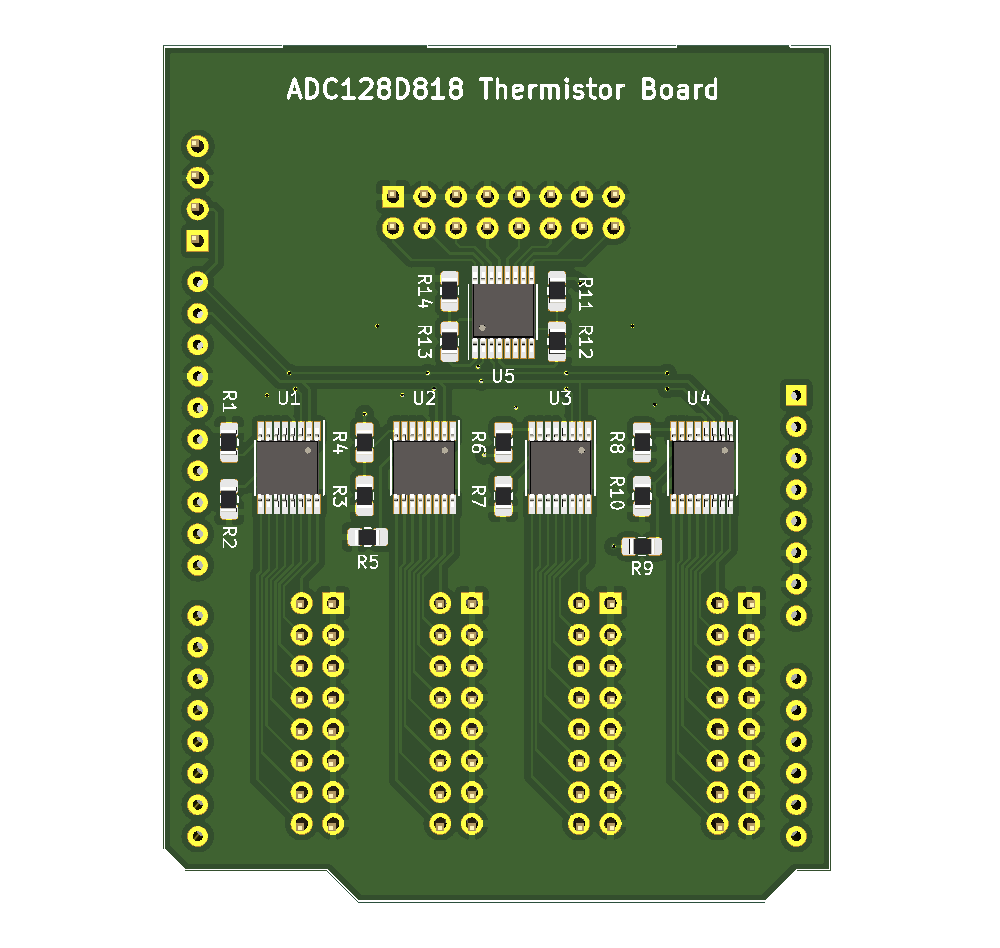 ADC128D818 Thermistor Board
R14
R11
R13
R12
U5
R1
U1
U2
U3
U4
R4
R6
R8
R3
R7
R10
R2
R5
R9